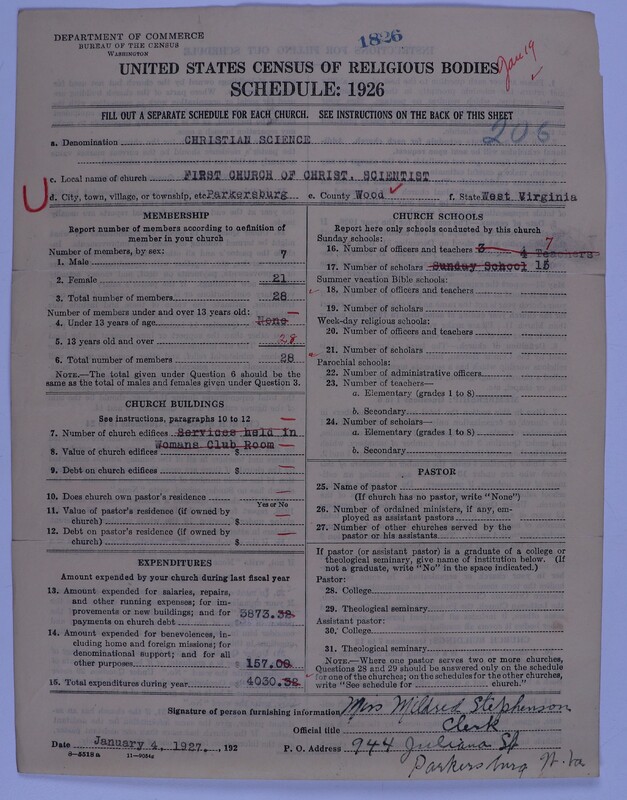 DEPARTMENT OF COMMERCE
BUREAU OF THE CENSUS
WASHINGTON
1826
Jan 19
UNITED STATES CENSUS OF RELIGIOUS BODIES
SCHEDULE: 1926
FILL OUT A SEPARATE SCHEDULE FOR EACH CHURCH. SEE INSTRUCTIONS ON THE BACK OF THIS SHEET
206
a. Denomination CHRISTIAN SCIENCE
c. Local name of church FIRST CHURCH OF CHRIST, SCIENTIST
d. City, town, village, or township, etc. Parkersburg e. County Wood f. State West Virginia
MEMBERSHIP
Report number of members according to definition of
member in your church
Number of members, by sex:
1. Male 7
2. Female 21
3. Total number of members 28
Number of members under and over 13 years old:
4. Under 13 years of age None
5. 13 years old and over 28
6. Total number of members 28
NOTE.—The total given under Question 6 should be
same as the total of males and females given under Question 3.
CHURCH BUILDINGS
See instructions, paragraphs 10 to 12
7. Number of church edifices Services held in
Womans Club Room
8. Value of church edifices $
9. Debt on church edifices $
10. Does church own pastor's residence
Yes or No
11. Value of pastor's residence (if owned by
church) $
12. Debt on pastor's residence (if owned by
church) $
EXPENDITURES
Amount expended by your church during last fiscal year
13. Amount expended for salaries, repairs,
and other running expenses; for im-
provements or new buildings; and for
payments on church debt 3873.32
14. Amount expended for benevolences, in-
cluding home and foreign missions; for
denominational support; and for all
other purposes 157.00
15. Total expenditures during year 4030.32
CHURCH SCHOOLS
Report here only schools conducted by this church
Sunday schools:
16. Number of officers and teachers 3 4 Teachers 7
17. Number of scholars Sunday School 15
Summer vacation Bible schools:
18. Number of officers and teachers
19. Number of scholars
Week-day religious schools:
20. Number of officers and teachers
21. Number of scholars
Parochial schools:
22. Number of administrative officers
23. Number of teachers—
a. Elementary (grades 1 to 8)
b. Secondary
24. Number of scholars—
a. Elementary (grades 1 to 8)
b. Secondary
PASTOR
25. Name of pastor
(If church has no pastor, write "None")
26. Number of ordained ministers, if any, em-
ployed as assistant pastors
27. Number of other churches served by the
pastor or his assistants
If pastor (or assistant pastor) is a graduate of a college or
theological seminary, give name of institution below. (If
not a graduate, write "No" in the space indicated.)
Pastor:
28. College
29. Theological seminary
Assistant pastor:
30. College
31. Theological seminary
NOTE.—Where one pastor serves two or more churches,
Questions 28 and 29 should be answered only on the schedule
for one of the churches; on the schedules for the other churches,
write "See schedule for church."
Signature of person furnishing information Mrs Mildred Stephenson
Official title Clerk
Date January 4, 1927. , 192 P. O. Address 944 Juliana St
8-5518a 11-9034c
Parkersburg W. Va.